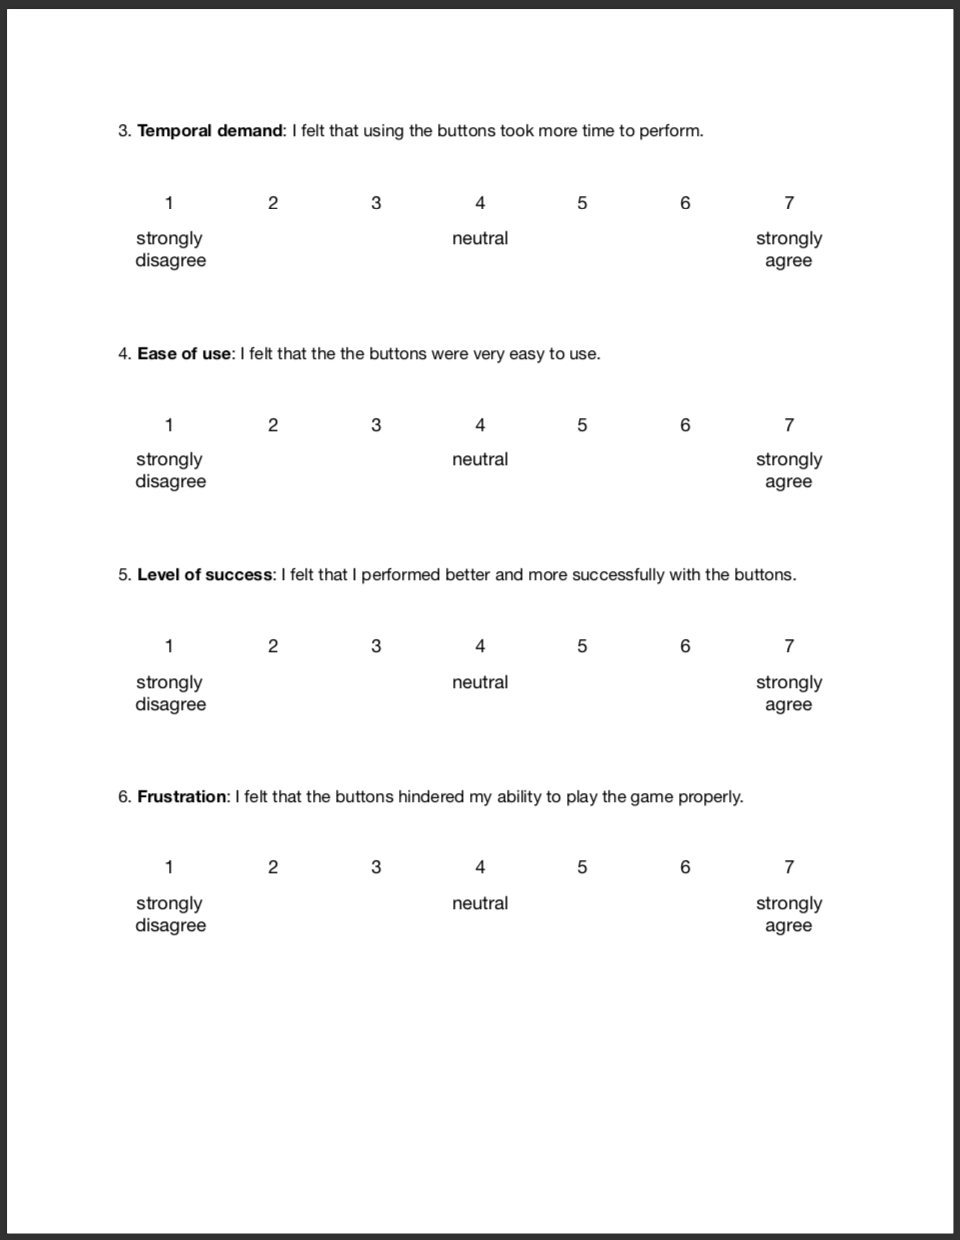 3. Temporal demand: I felt that using the buttons took more time to perform.
1 2 3 4 5 6 7
strongly neutral strongly
disagree agree
4. Ease of use: I felt that the the buttons were very easy to use.
1 2 3 4 5 6 7
strongly neutral strongly
disagree agree
5. Level of success: I felt that I performed better and more successfully with the buttons.
1 2 3 4 5 6 7
strongly neutral strongly
disagree agree
6. Frustration: I felt that the buttons hindered my ability to play the game properly.
1 2 3 4 5 6 7
strongly neutral strongly
disagree agree